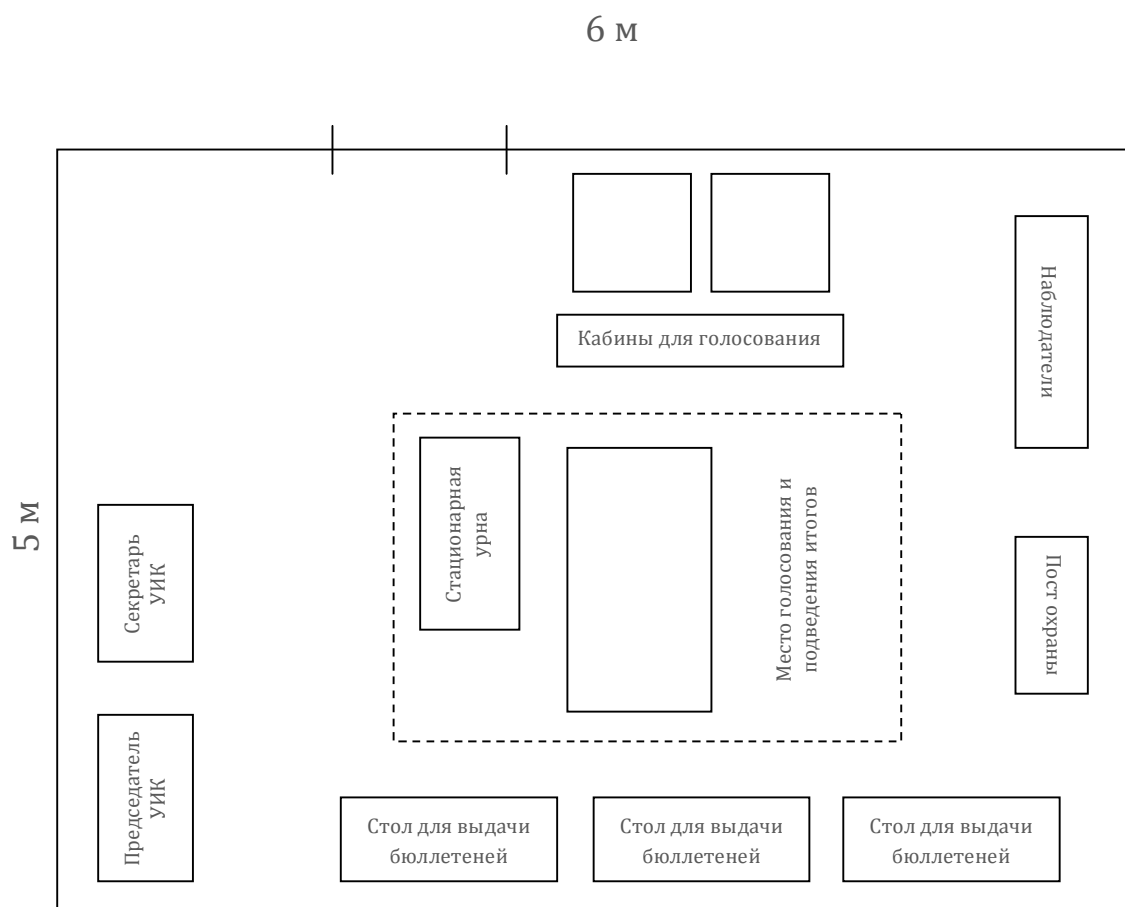 6 м
5 м
Кабины для голосования
Наблюдатели
Стационарная
урна
Место голосования и
подведения итогов
Секретарь
УИК
Пост охраны
Председатель
УИК
Стол для выдачи
бюллетеней
Стол для выдачи
бюллетеней
Стол для выдачи
бюллетеней